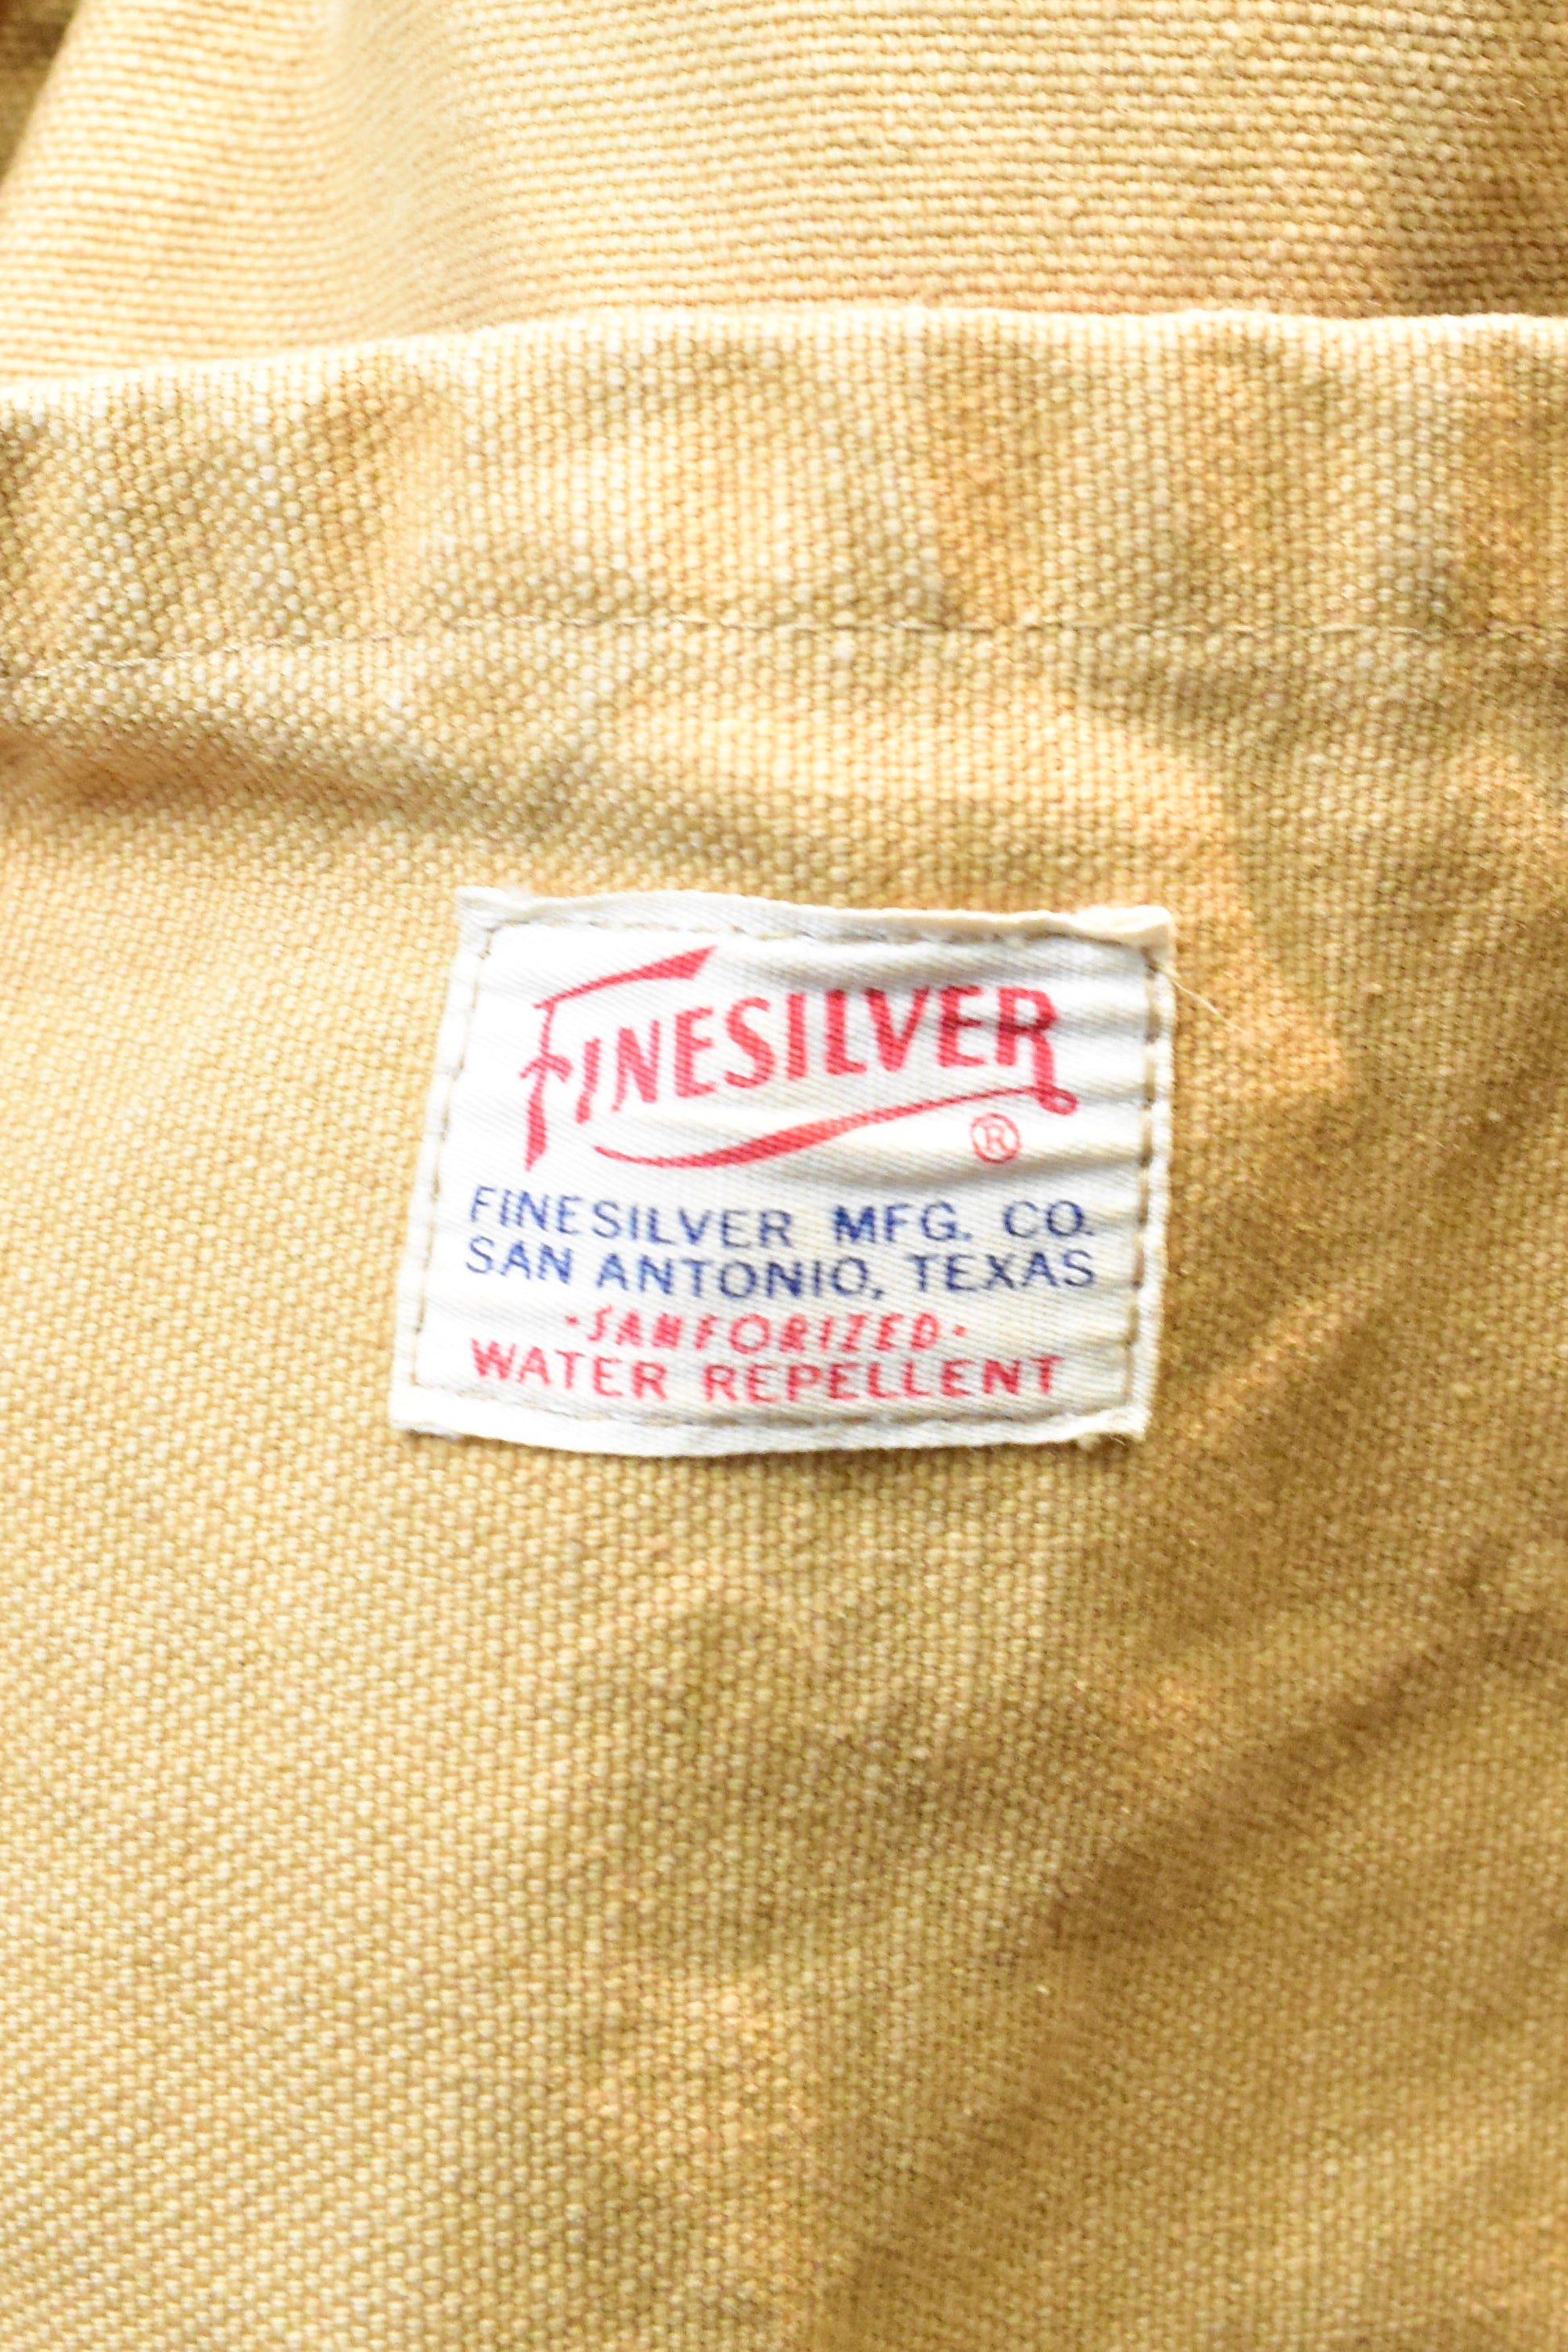 FINESILVER
®
FINESILVER MFG. CO.
SAN ANTONIO, TEXAS
·SANFORIZED·
WATER REPELLENT